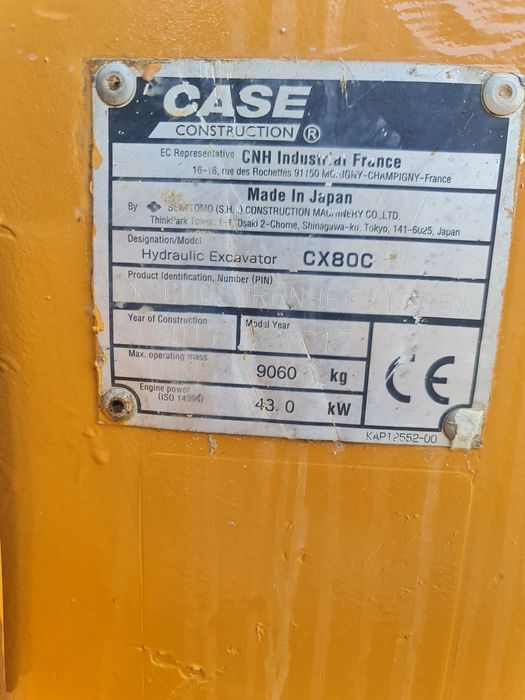 CASE
CONSTRUCTION ®
EC Representative CNH Industrial France
16-18, rue des Rochettes 91150 MORIGNY-CHAMPIGNY-France
Made In Japan
By SUMITOMO (S.H.I.) CONSTRUCTION MACHINERY CO.,LTD.
ThinkPark Tower, 1-1, Osaki 2-Chome, Shinagawa-ku, Tokyo, 141-6025, Japan
Designation/Model
Hydraulic Excavator CX80C
Product Identification, Number (PIN)
Year of Construction Model Year
Max. operating mass
9060 kg
Engine power
(ISO 14396)
43.0 kW
CE
KAP12552-00